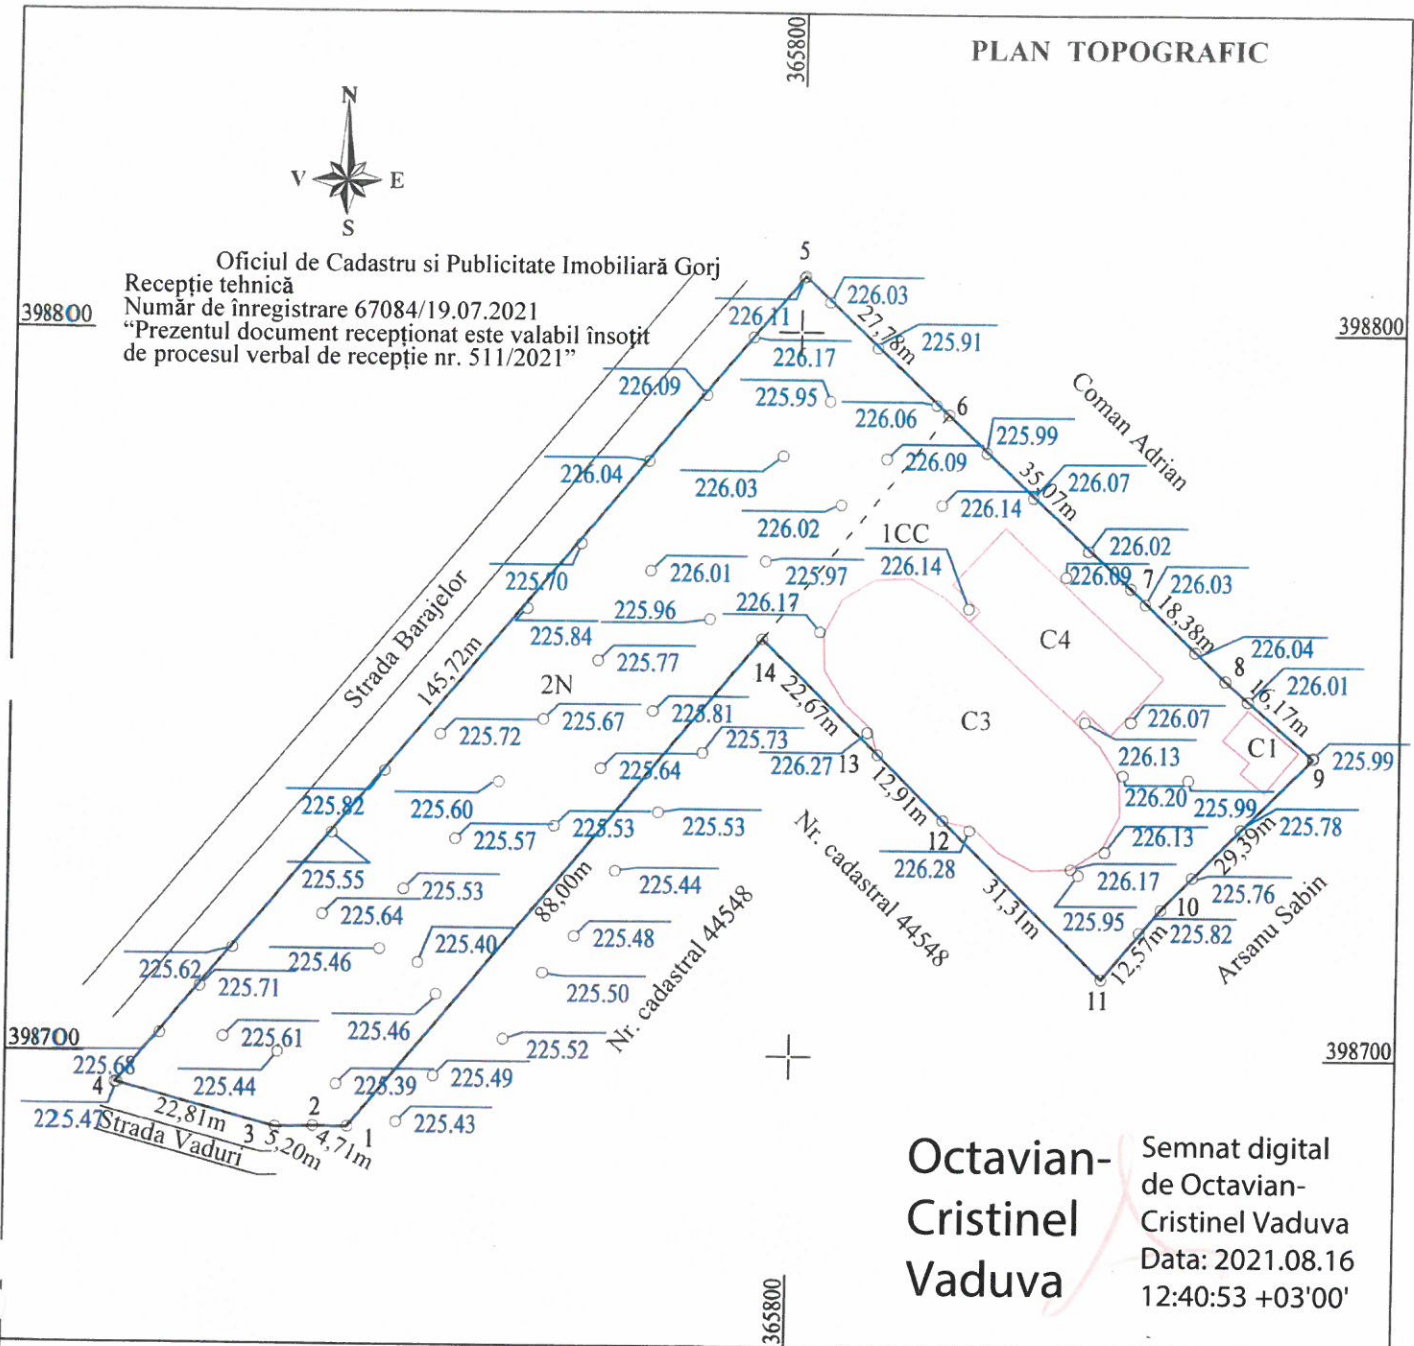 365800
PLAN TOPOGRAFIC
N
V E
S
Oficiul de Cadastru si Publicitate Imobiliară Gorj
Recepție tehnică
Număr de înregistrare 67084/19.07.2021
“Prezentul document recepționat este valabil însoțit
de procesul verbal de recepție nr. 511/2021”
398800
398800
5
226.03
226.11
27,78m
226.17
225.91
226.09
225.95
226.06
6
Coman Adrian
225.99
226.04
226.03
226.09
35,07m
226.07
226.02
226.14
1CC
226.02
225.70
226.01
225.97
226.14
226.09
7
226.03
Strada Barajelor
225.96
226.17
18,38m
225.84
145,72m
225.77
C4
226.04
14
8
2N
22,67m
16,17m
226.01
225.67
225.81
C3
226.07
225.72
225.73
C1
225.64
226.27
13
226.13
9
225.99
225.82
225.60
12,91m
226.20
225.99
225.57
225.53
225.53
Nr. cadastral 44548
12
226.13
29,39m
225.78
225.55
226.28
225.53
225.44
226.17
225.76
225.64
88,00m
31,31m
225.95
10
225.82
Arsanu Sabin
225.40
225.48
225.62
225.46
12,57m
225.71
225.50
11
Nr. cadastral 44548
398700
225.61
225.46
225.52
398700
225.68
225.44
225.39
225.49
4
225.47
22,81m
3
2
1
225.43
5,20m
4,71m
Strada Vaduri
365800
Octavian-
Cristinel
Vaduva
Semnat digital
de Octavian-
Cristinel Vaduva
Data: 2021.08.16
12:40:53 +03'00'